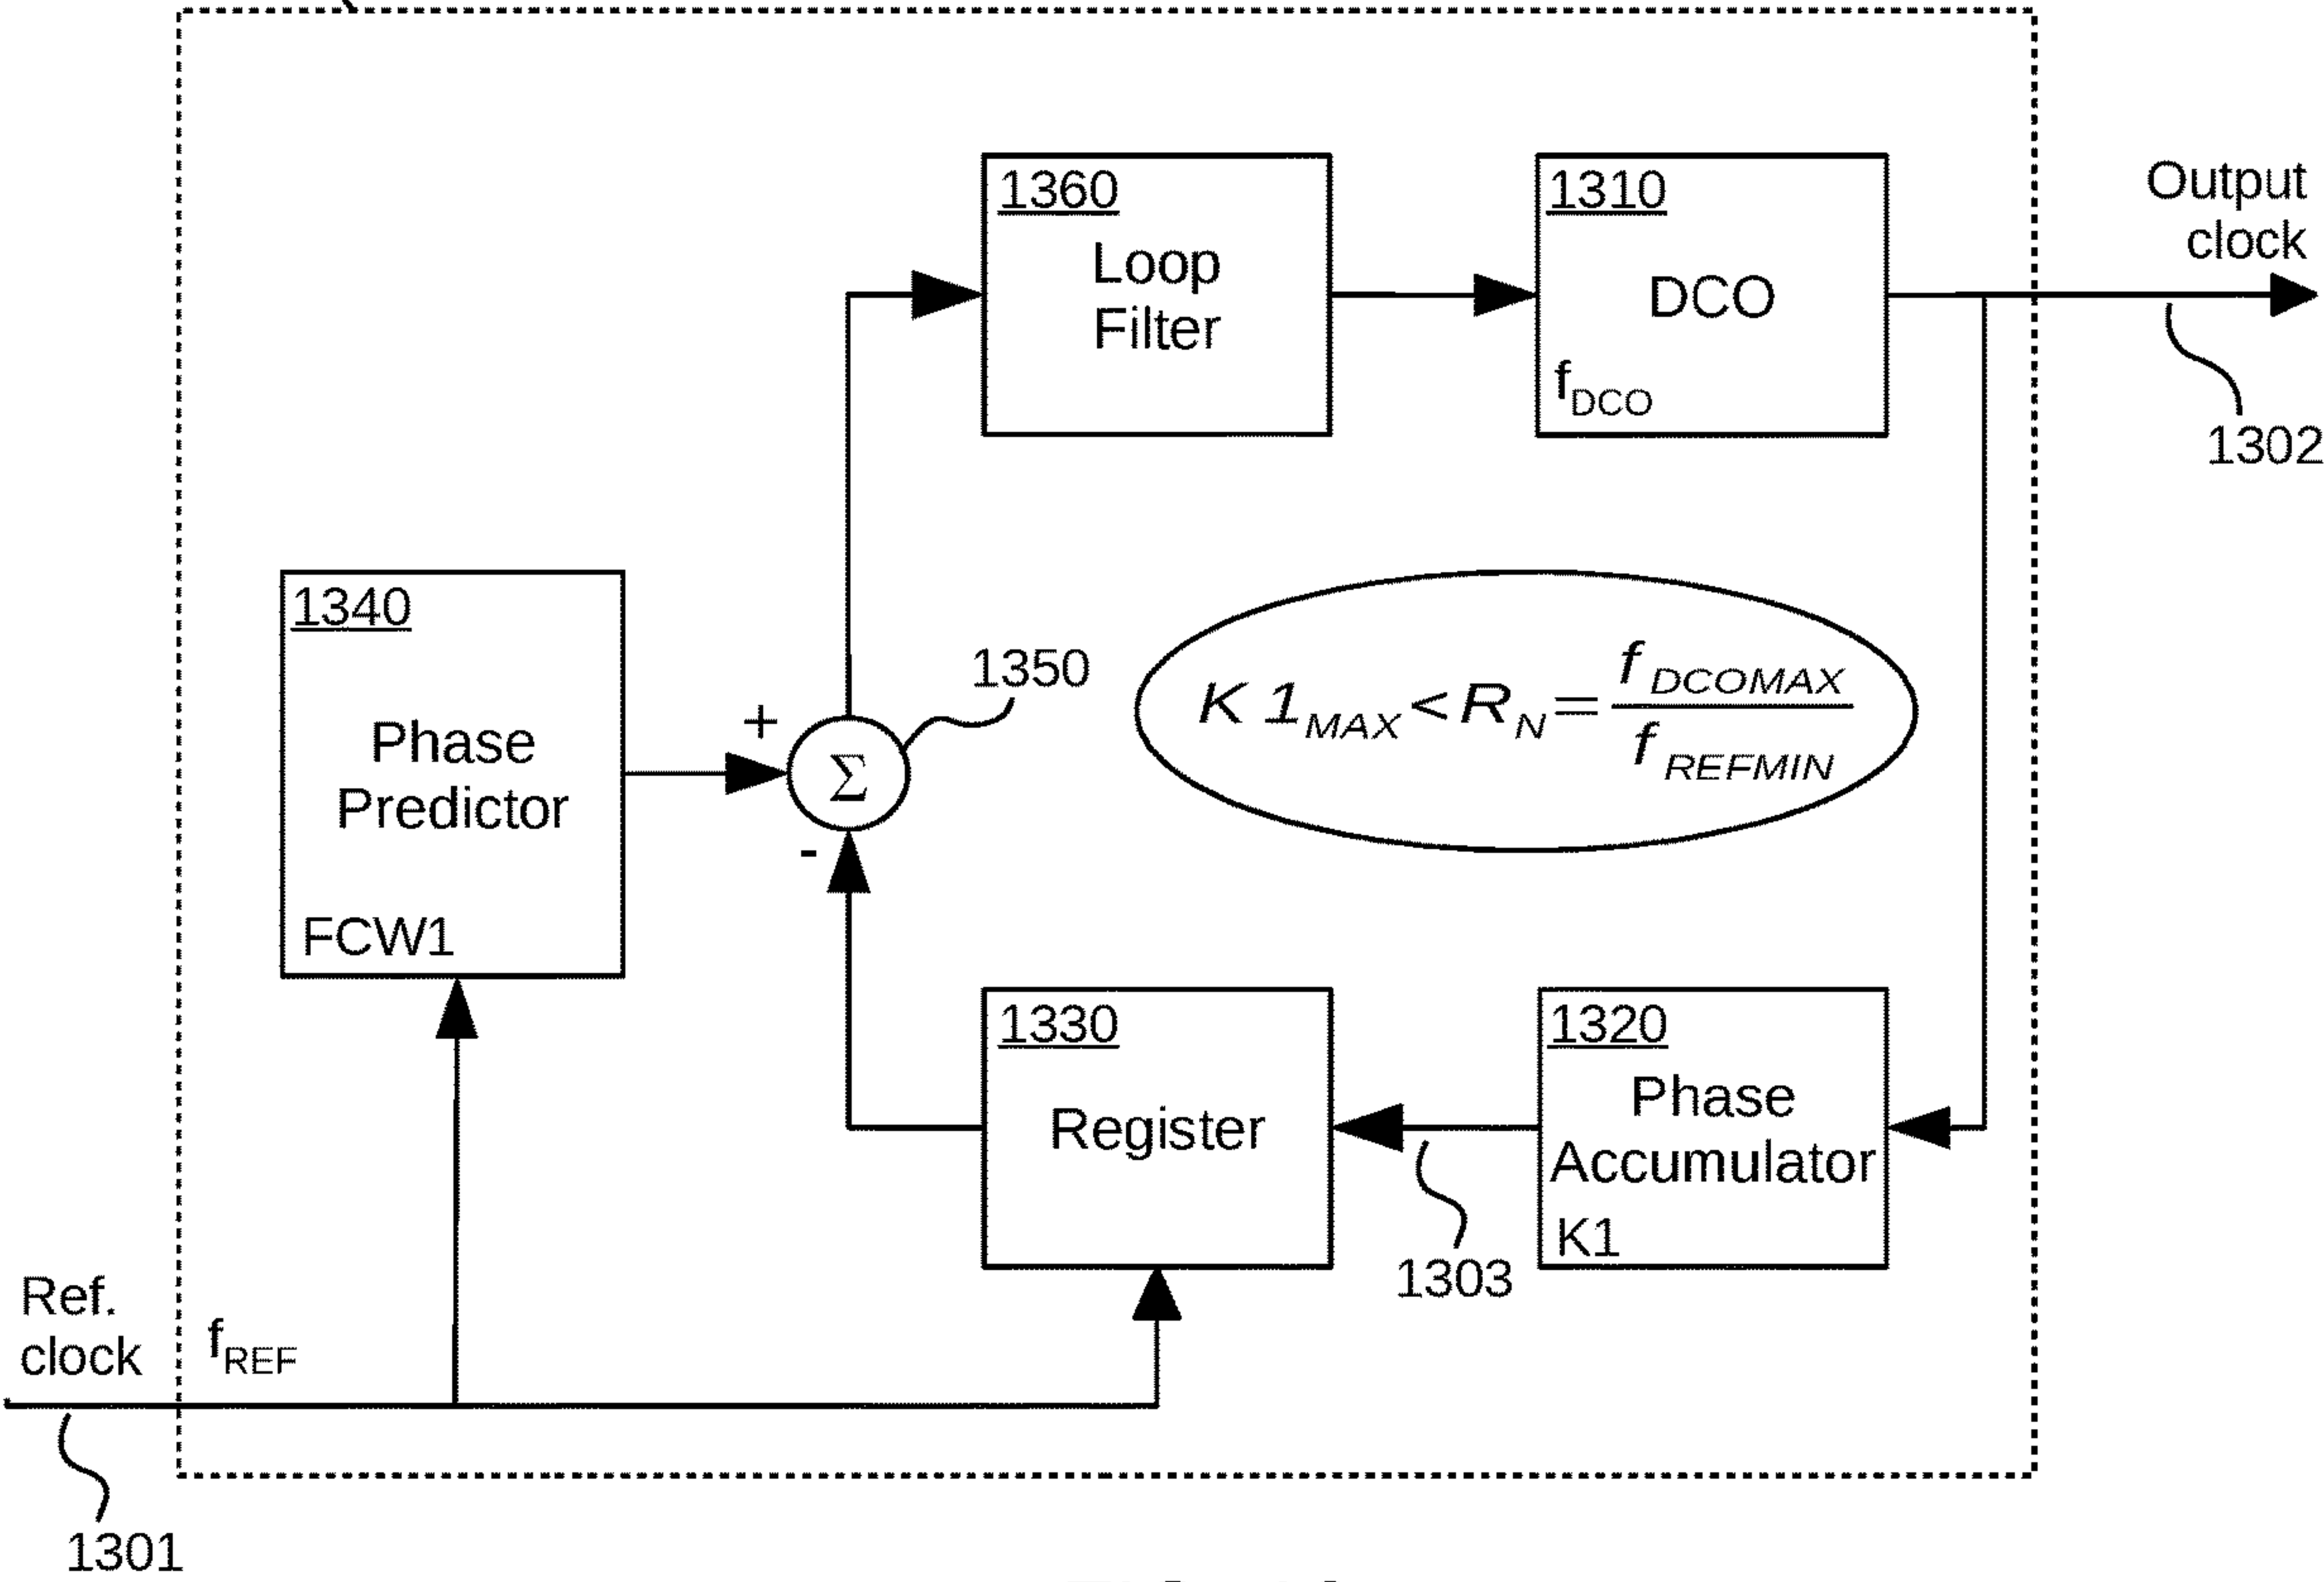 1360
Loop
Filter
1310
DCO
fDCO
Output
clock
1302
1340
Phase
Predictor
FCW1
+
Σ
-
1350
K 1MAX < RN = fDCOMAX / fREFMIN
1330
Register
1320
Phase
Accumulator
K1
1303
Ref.
clock
fREF
1301